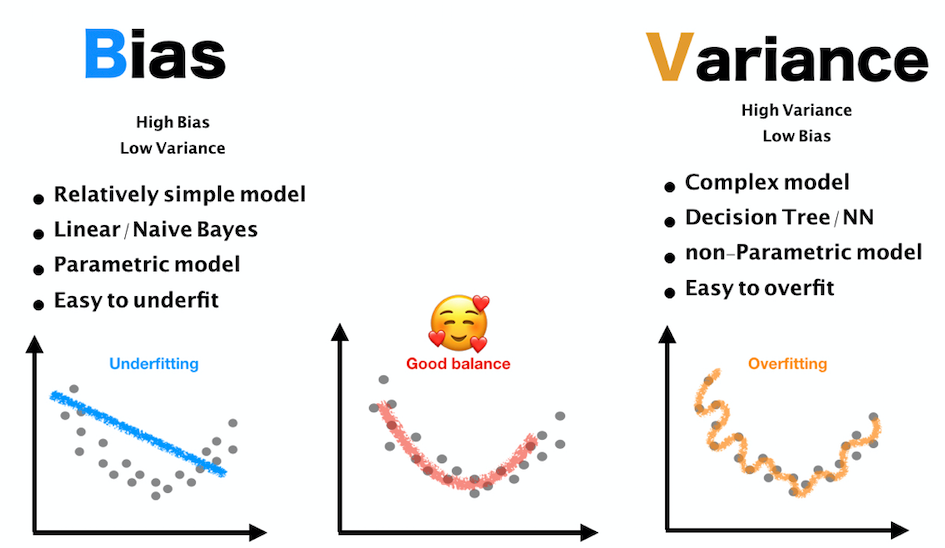 Bias
High Bias
Low Variance
Relatively simple model
Linear / Naive Bayes
Parametric model
Easy to underfit
Underfitting
Good balance
Variance
High Variance
Low Bias
Complex model
Decision Tree / NN
non-Parametric model
Easy to overfit
Overfitting